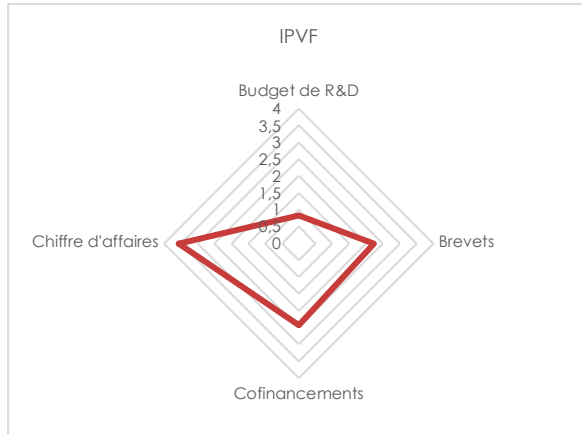 IPVF
Budget de R&D
4
3,5
3
2,5
2
1,5
1
0,5
0
Chiffre d'affaires
Brevets
Cofinancements